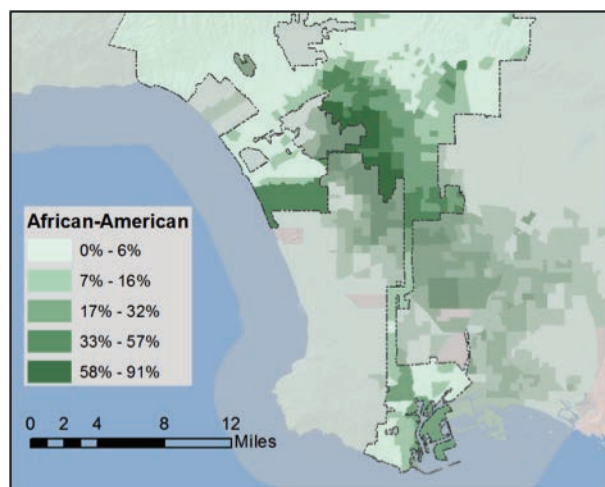 African-American
0% - 6%
7% - 16%
17% - 32%
33% - 57%
58% - 91%
0 2 4 8 12
Miles